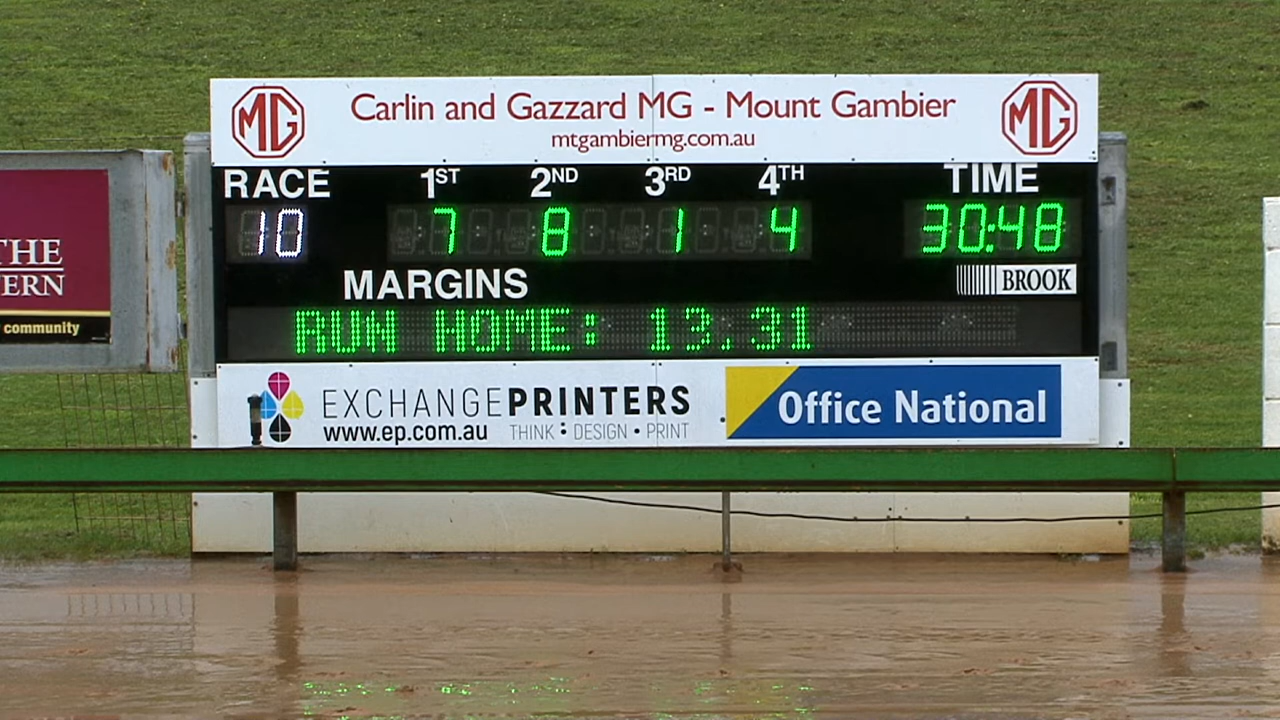 MG Carlin and Gazzard MG - Mount Gambier MG
mtgambiermg.com.au
RACE 1ST 2ND 3RD 4TH TIME
10 7 8 1 4 30:48
MARGINS BROOK
RUN HOME: 13.31
THE
ERN
community
EXCHANGEPRINTERS
www.ep.com.au THINK : DESIGN • PRINT
Office National